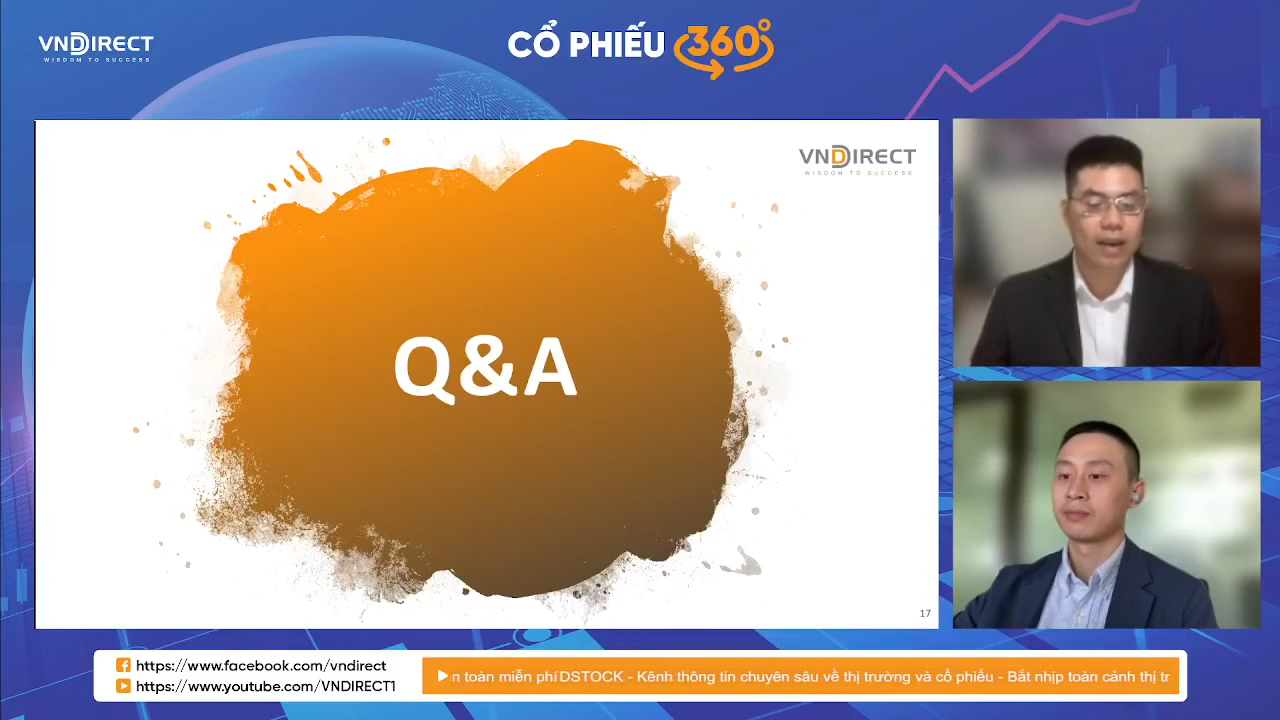 VNDIRECT
WISDOM TO SUCCESS
CỔ PHIẾU 360°
VNDIRECT
WISDOM TO SUCCESS
Q&A
17
https://www.facebook.com/vndirect
https://www.youtube.com/VNDIRECT1
n toàn miễn phí DSTOCK - Kênh thông tin chuyên sâu về thị trường và cổ phiếu - Bắt nhịp toàn cảnh thị tr